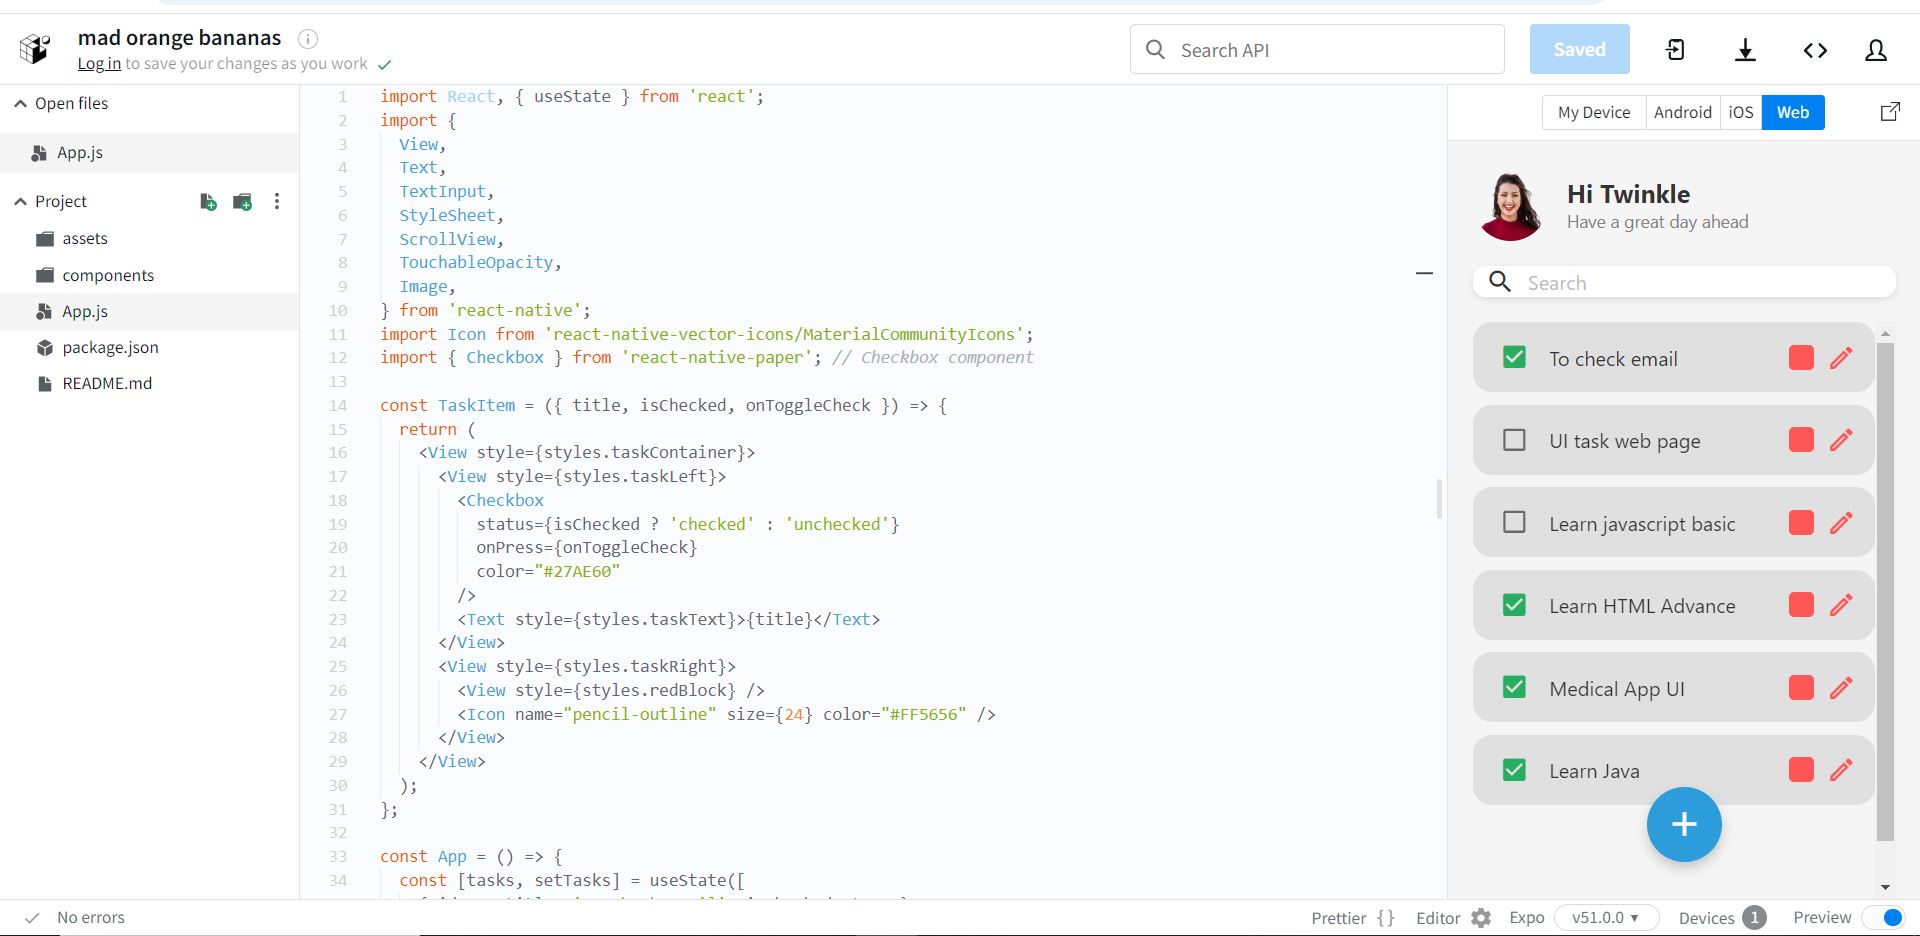 mad orange bananas
Log in to save your changes as you work
Search API
Saved
Open files
App.js
Project
assets
components
App.js
package.json
README.md
1 import React, { useState } from 'react';
2 import {
3 View,
4 Text,
5 TextInput,
6 StyleSheet,
7 ScrollView,
8 TouchableOpacity,
9 Image,
10 } from 'react-native';
11 import Icon from 'react-native-vector-icons/MaterialCommunityIcons';
12 import { Checkbox } from 'react-native-paper'; // Checkbox component
13
14 const TaskItem = ({ title, isChecked, onToggleCheck }) => {
15 return (
16 <View style={styles.taskContainer}>
17 <View style={styles.taskLeft}>
18 <Checkbox
19 status={isChecked ? 'checked' : 'unchecked'}
20 onPress={onToggleCheck}
21 color="#27AE60"
22 />
23 <Text style={styles.taskText}>{title}</Text>
24 </View>
25 <View style={styles.taskRight}>
26 <View style={styles.redBlock} />
27 <Icon name="pencil-outline" size={24} color="#FF5656" />
28 </View>
29 </View>
30 );
31 };
32
33 const App = () => {
34 const [tasks, setTasks] = useState([
My Device Android iOS Web
Hi Twinkle
Have a great day ahead
Search
To check email
UI task web page
Learn javascript basic
Learn HTML Advance
Medical App UI
Learn Java
+
No errors
Prettier {} Editor Expo v51.0.0 Devices 1 Preview